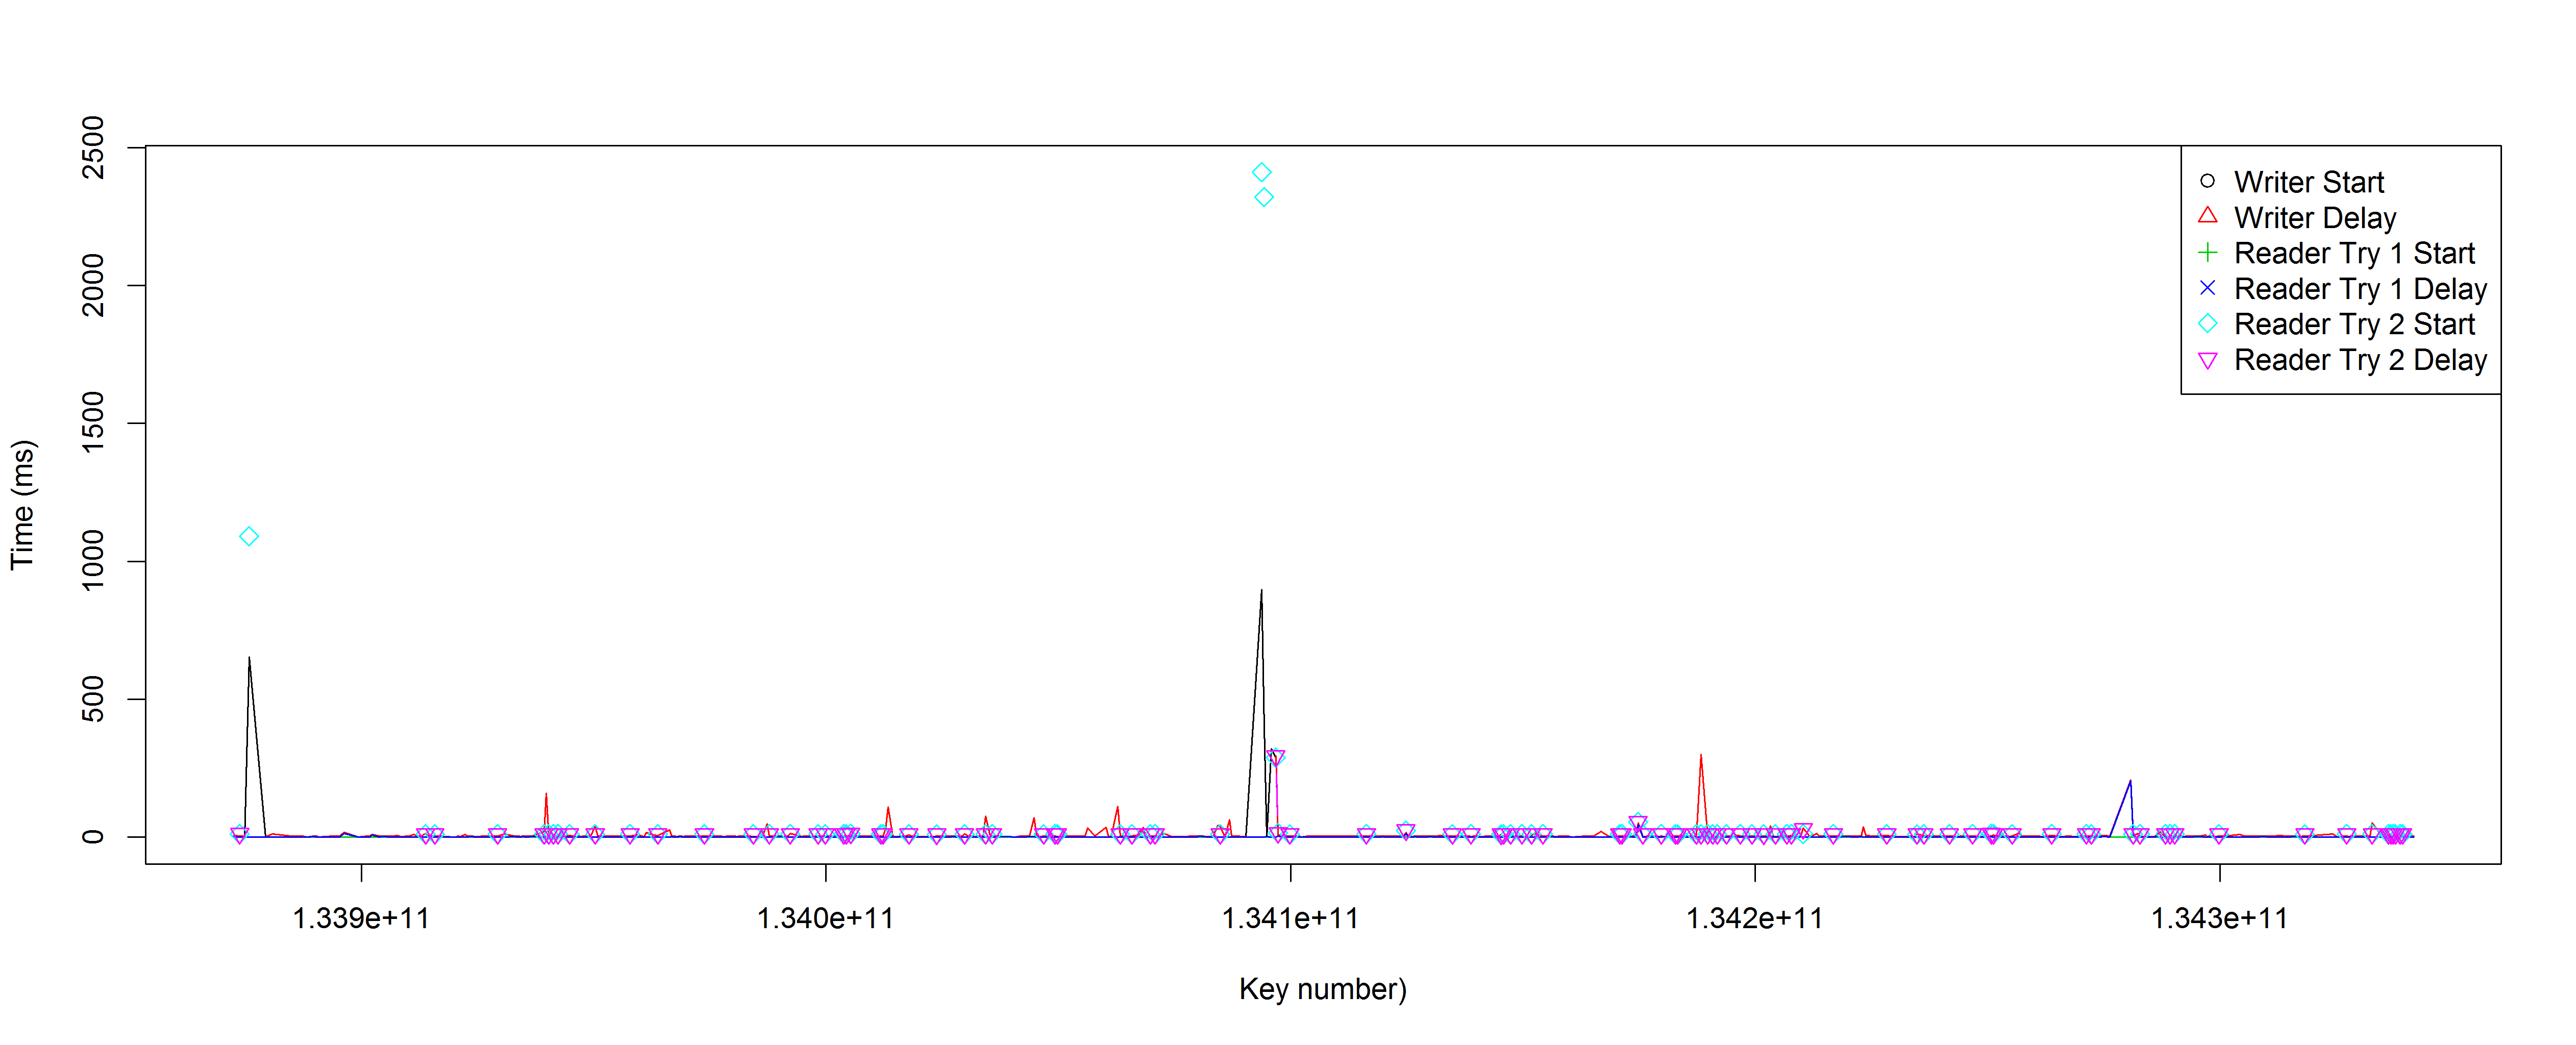 2500
2000
1500
1000
500
0
Time (ms)
Writer Start
Writer Delay
Reader Try 1 Start
Reader Try 1 Delay
Reader Try 2 Start
Reader Try 2 Delay
1.339e+11 1.340e+11 1.341e+11 1.342e+11 1.343e+11
Key number)